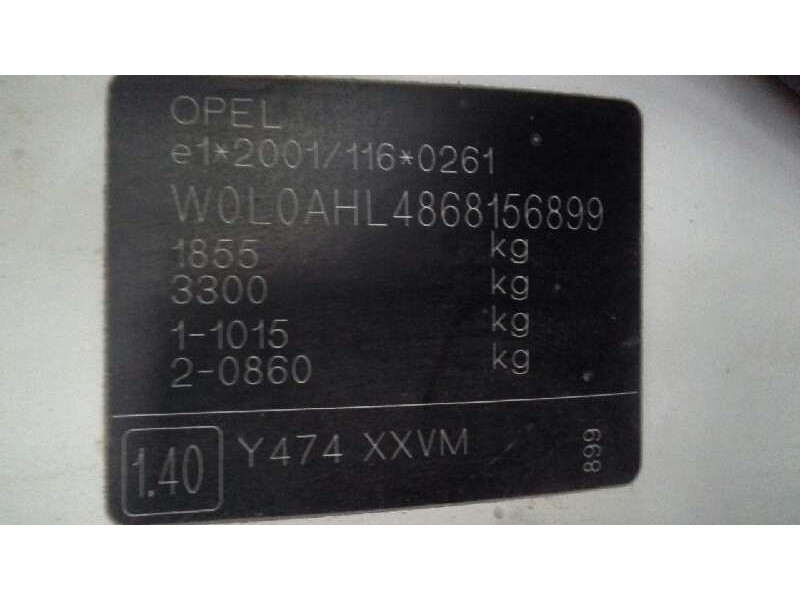 OPEL
e1*2001/116*0261
W0L0AHL4868156899
1855 kg
3300 kg
1-1015 kg
2-0860 kg
1.40 Y474 XXVM 899